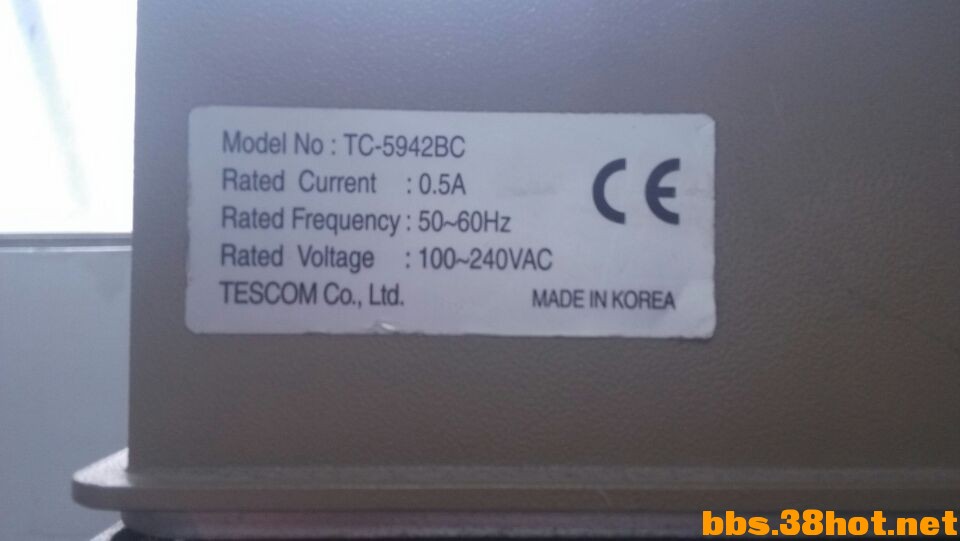 Model No : TC-5942BC
Rated Current : 0.5A
Rated Frequency : 50~60Hz
Rated Voltage : 100~240VAC
TESCOM Co., Ltd.
CE
MADE IN KOREA
bbs.38hot.net